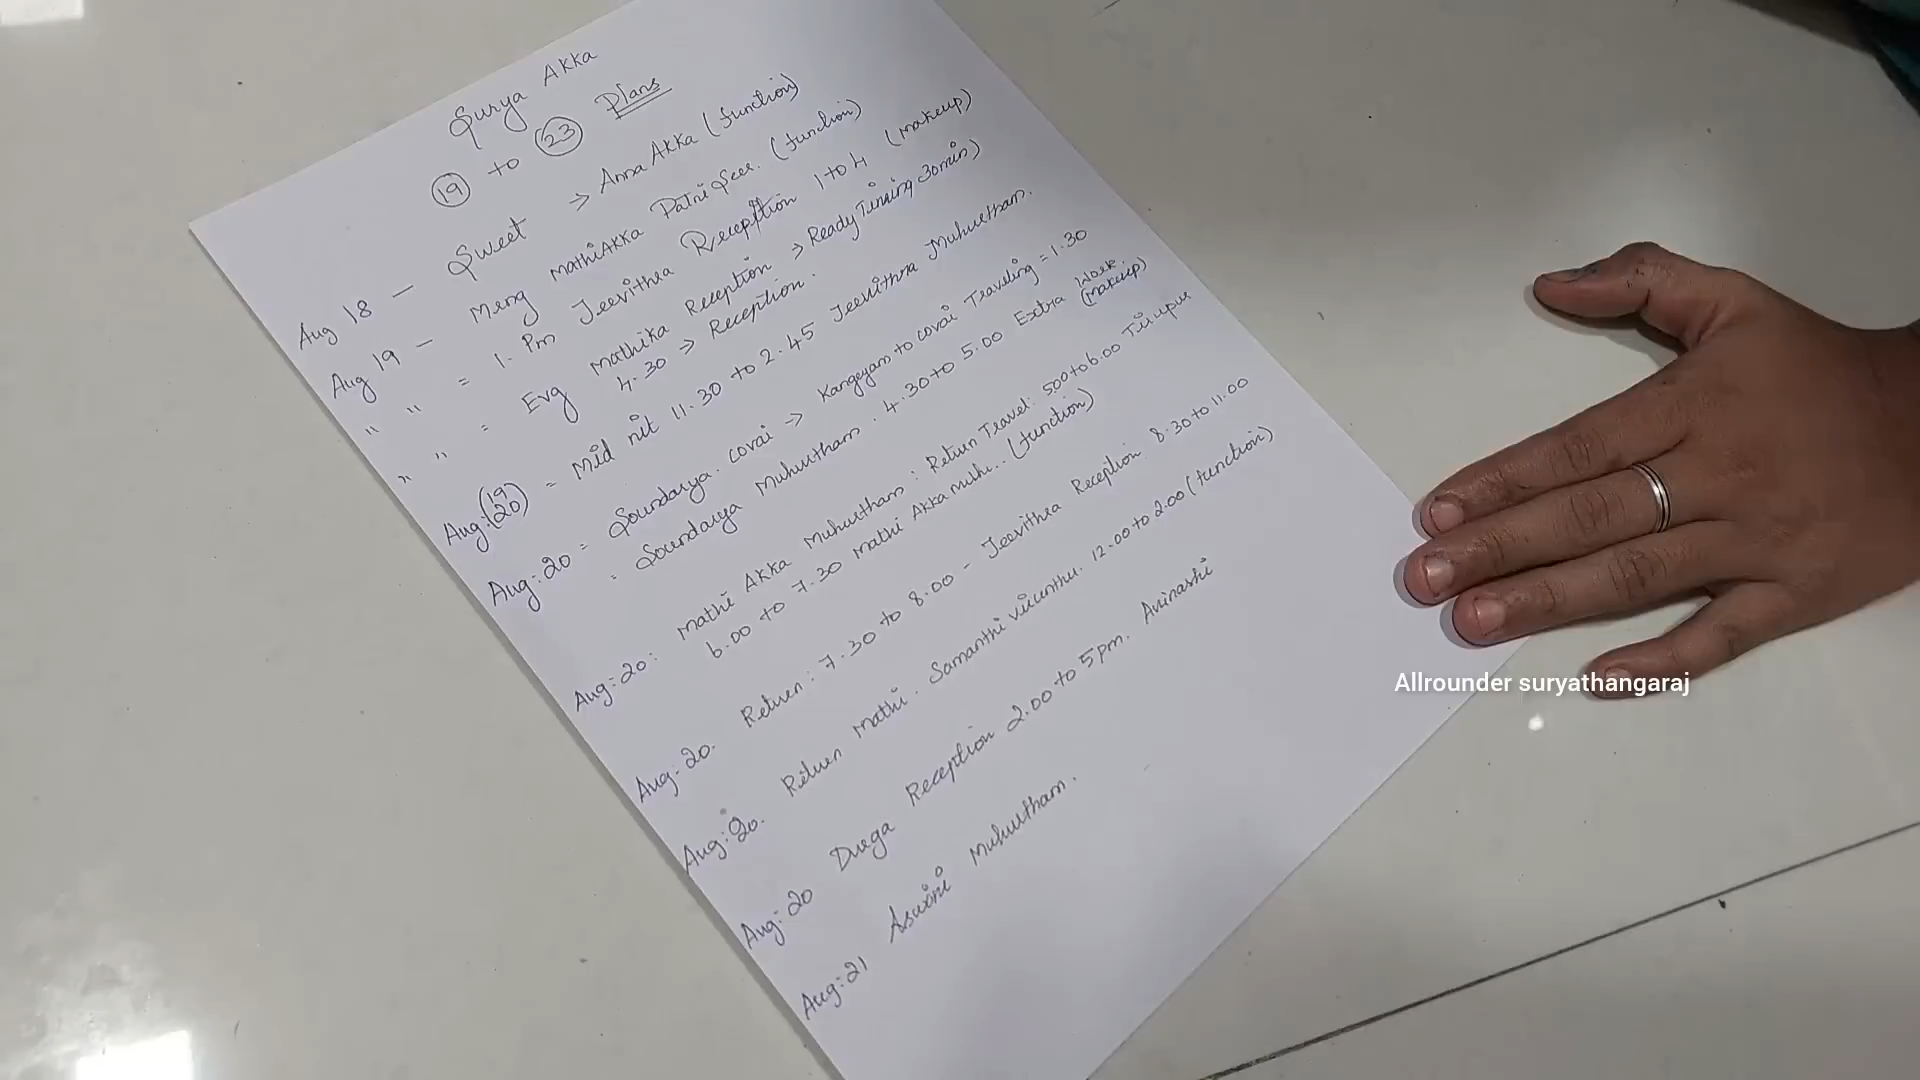 Surya Akka
19 to 23 Plans
Aug 18 — Sweet -> Anna Akka (function)
Aug 19 — Mrng Mathi Akka Patni Seer. (function)
" " = 1. Pm Jeevithra Reception 1 to 4 (makeup)
" " = Evg Mathika Reception -> Ready Timing 30min)
4.30 -> Reception.
Aug: (19 20) = Mid nit 11.30 to 2.45 Jeevithra Muhurtham.
Aug: 20 = Soundarya. Covai -> Kangeyam to Covai Traveling = 1.30
= Soundarya Muhurtham . 4.30 to 5.00 Extra Work. (makeup)
Aug: 20: Mathi Akka Muhurtham : Return Travel: 500 to 6.00 Tirupur
6.00 to 7.30 Mathi Akka muhi... (function)
Aug: 20. Return : 7.30 to 8.00 - Jeevithra Reception. 8.30 to 11.00
Aug: 20. Return Mathi. Samanthi virunthu. 12.00 to 2.00 (function)
Aug: 20 Durga Reception 2.00 to 5pm. Avinashi
Aug: 21 Aswini Muhurtham.
Allrounder suryathangaraj